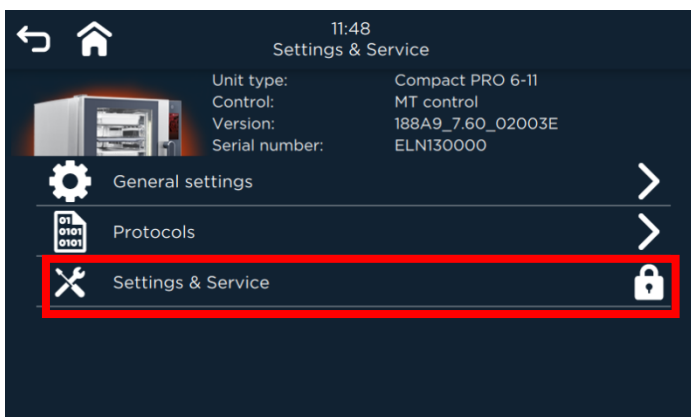 11:48
Settings & Service
Unit type: Compact PRO 6-11
Control: MT control
Version: 188A9_7.60_02003E
Serial number: ELN130000
General settings
01
0101
0101
Protocols
Settings & Service